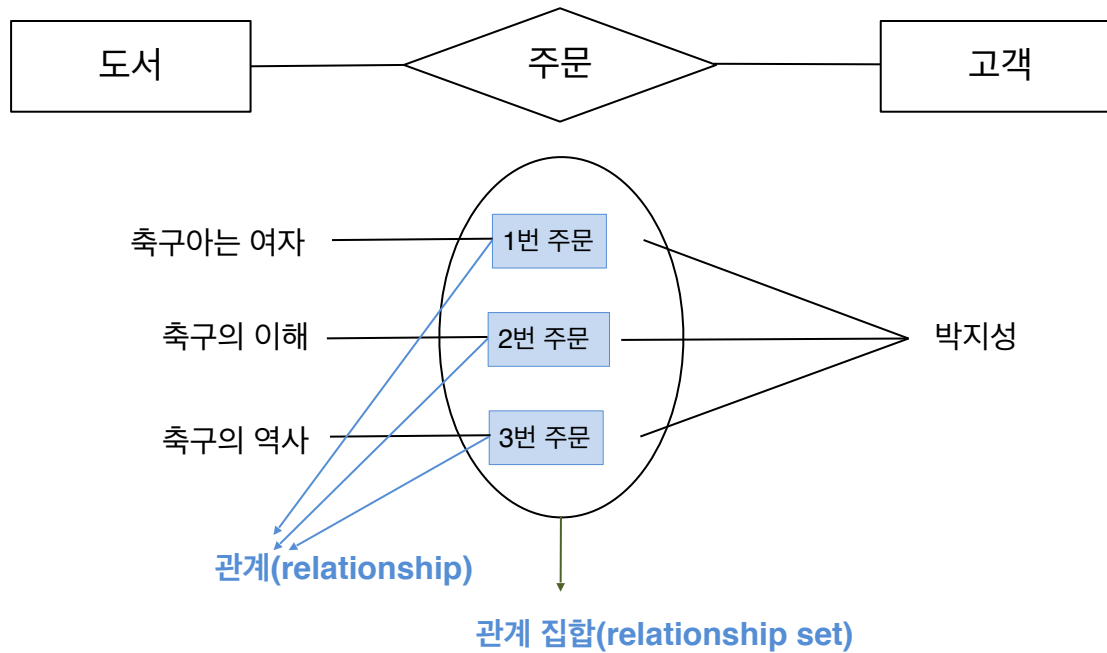 도서
주문
고객
축구아는 여자
1번 주문
축구의 이해
2번 주문
박지성
축구의 역사
3번 주문
관계(relationship)
관계 집합(relationship set)